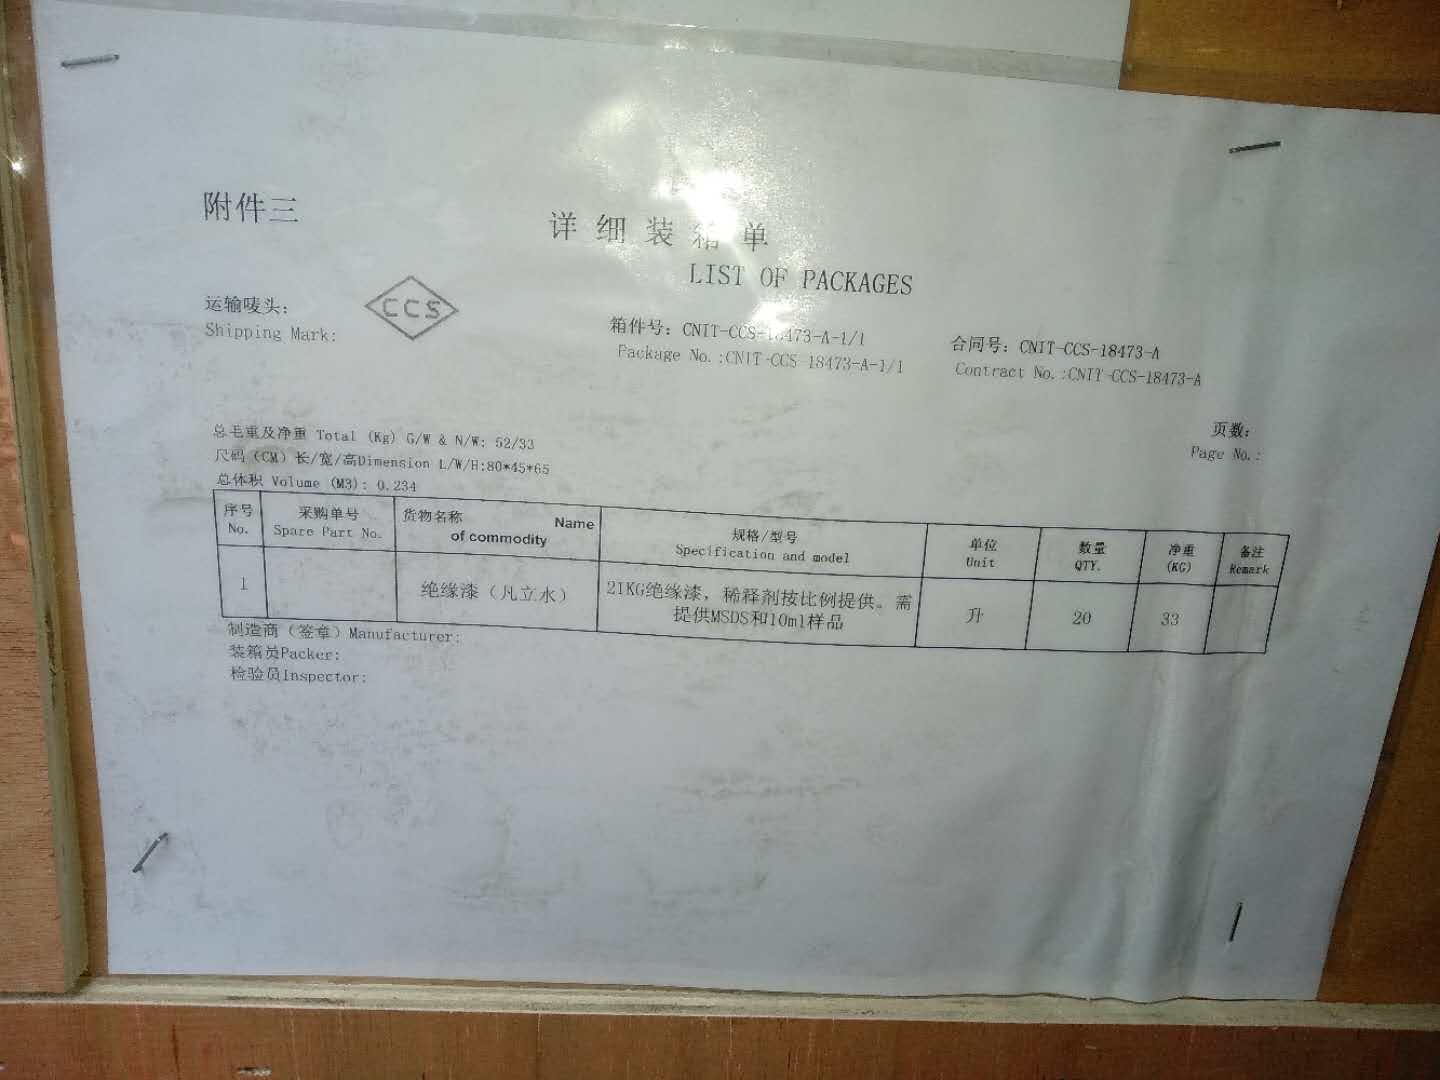 附件三
详细装箱单
LIST OF PACKAGES
运输唛头:
Shipping Mark:
CCS
箱件号: CNIT-CCS-18473-A-1/1
Package No.:CNIT-CCS-18473-A-1/1
合同号: CNIT-CCS-18473-A
Contract No.:CNIT-CCS-18473-A
页数:
Page No.:
总毛重及净重 Total (Kg) G/W & N/W: 52/33
尺码 (CM) 长/宽/高Dimension L/W/H:80*45*65
总体积 Volume (M3): 0.234
序号 采购单号 货物名称 Name 规格/型号 单位 数量 净重 备注
No. Spare Part No. of commodity Specification and model Unit QTY. (KG) Remark
1 绝缘漆（凡立水） 21KG绝缘漆, 稀释剂按比例提供。需 升 20 33
提供MSDS和10ml样品
制造商（签章）Manufacturer:
装箱员Packer:
检验员Inspector: